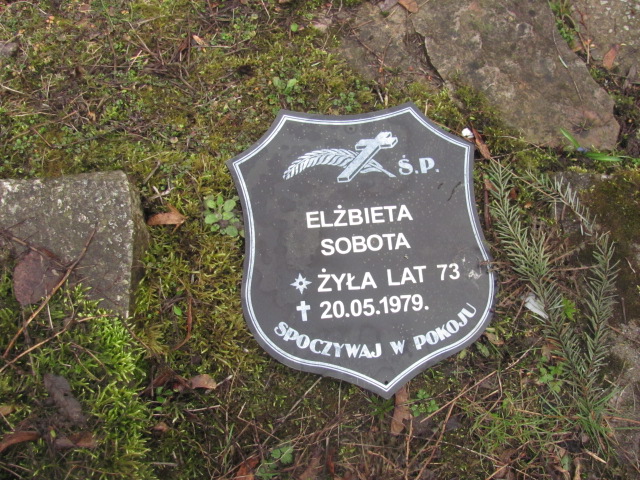 Ś.P.
ELŻBIETA
SOBOTA
ŻYŁA LAT 73
20.05.1979.
SPOCZYWAJ W POKOJU